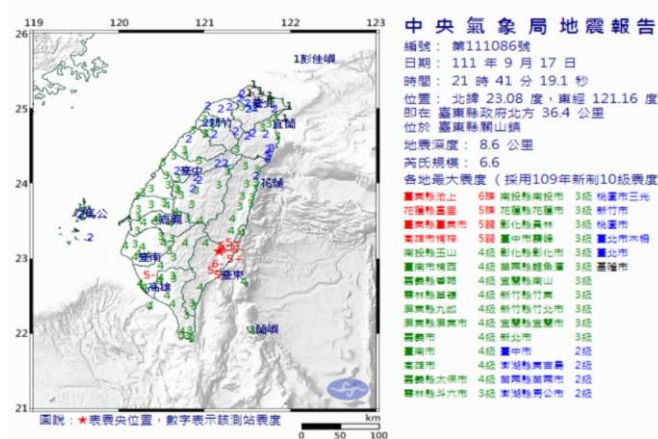 中央氣象局地震報告
編號： 第111086號
日期： 111 年 9 月 17 日
時間： 21 時 41 分 19.1 秒
位置： 北緯 23.08 度，東經 121.16 度
即在 臺東縣政府北方 36.4 公里
位於 臺東縣關山鎮
地震深度： 8.6 公里
芮氏規模： 6.6
各地最大震度（採用109年新制10級震度
臺東縣池上 6強 南投縣南投市 3級 桃園市三光
花蓮縣富里 5強 花蓮縣花蓮市 3級 新竹市
臺東縣臺東市 5弱 彰化縣員林 3級 桃園市
高雄市桃源 5弱 臺中市霧峰 3級 臺北市木柵
南投縣玉山 4級 彰化縣彰化市 3級 臺北市
臺南市楠西 4級 苗栗縣鯉魚潭 3級 基隆市
嘉義縣 4級 宜蘭縣南山 3級
雲林縣草嶺 4級 新竹縣竹東 3級
屏東縣九如 4級 新竹縣竹北市 3級
屏東縣屏東市 4級 宜蘭縣宜蘭市 3級
嘉義市 4級 新北市 3級
臺南市 4級 臺中市 2級
高雄市 4級 澎湖縣東吉島 2級
嘉義縣太保市 4級 苗栗縣苗栗市 2級
雲林縣斗六市 3級 澎湖縣馬公市 2級
119 120 121 122 123
26
25
24
23
22
21
彭佳嶼
臺北
宜蘭
新竹
臺中
花蓮
馬公
嘉義
臺南
臺東
高雄
蘭嶼
圖說：★表震央位置，數字表示該測站震度
km
0 50 100